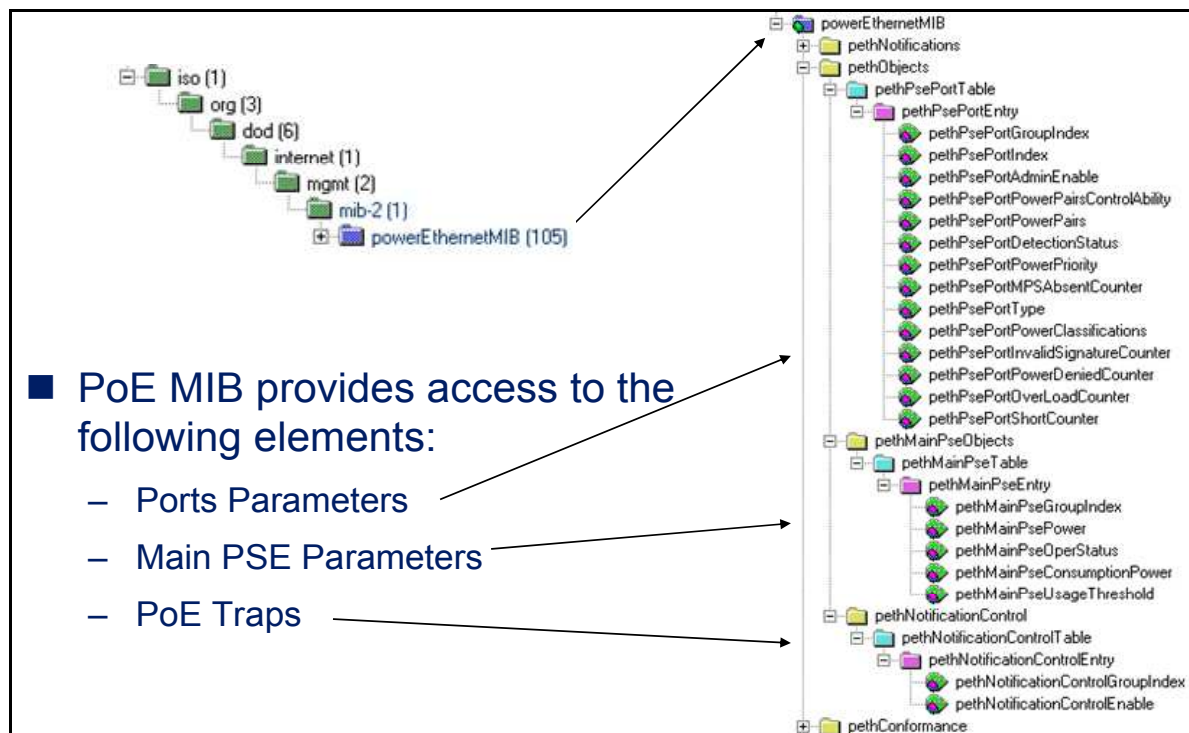 iso (1)
org (3)
dod (6)
internet (1)
mgmt (2)
mib-2 (1)
powerEthernetMIB (105)
■ PoE MIB provides access to the
following elements:
– Ports Parameters
– Main PSE Parameters
– PoE Traps
powerEthernetMIB
pethNotifications
pethObjects
pethPsePortTable
pethPsePortEntry
pethPsePortGroupIndex
pethPsePortIndex
pethPsePortAdminEnable
pethPsePortPowerPairsControlAbility
pethPsePortPowerPairs
pethPsePortDetectionStatus
pethPsePortPowerPriority
pethPsePortMPSAbsentCounter
pethPsePortType
pethPsePortPowerClassifications
pethPsePortInvalidSignatureCounter
pethPsePortPowerDeniedCounter
pethPsePortOverLoadCounter
pethPsePortShortCounter
pethMainPseObjects
pethMainPseTable
pethMainPseEntry
pethMainPseGroupIndex
pethMainPsePower
pethMainPseOperStatus
pethMainPseConsumptionPower
pethMainPseUsageThreshold
pethNotificationControl
pethNotificationControlTable
pethNotificationControlEntry
pethNotificationControlGroupIndex
pethNotificationControlEnable
pethConformance